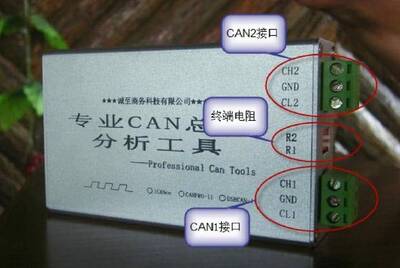 CAN2接口
CH2
GND
CL2
★★★诚至商务科技有限公司
终端电阻
专业CAN总
R2
R1
分析工具
——Professional Can Tools
CH1
GND
CL1
CAN1接口